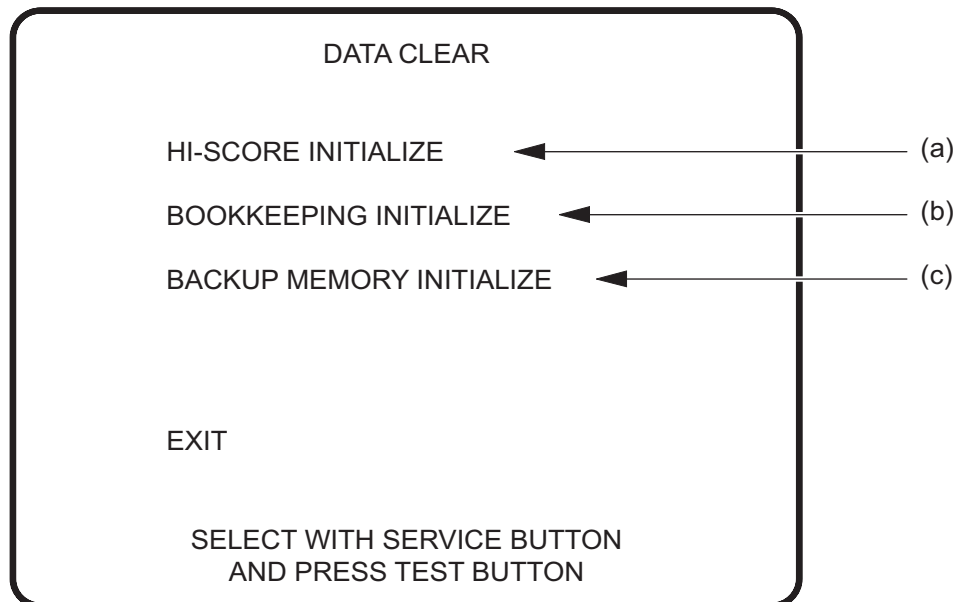 DATA CLEAR
HI-SCORE INITIALIZE (a)
BOOKKEEPING INITIALIZE (b)
BACKUP MEMORY INITIALIZE (c)
EXIT
SELECT WITH SERVICE BUTTON
AND PRESS TEST BUTTON